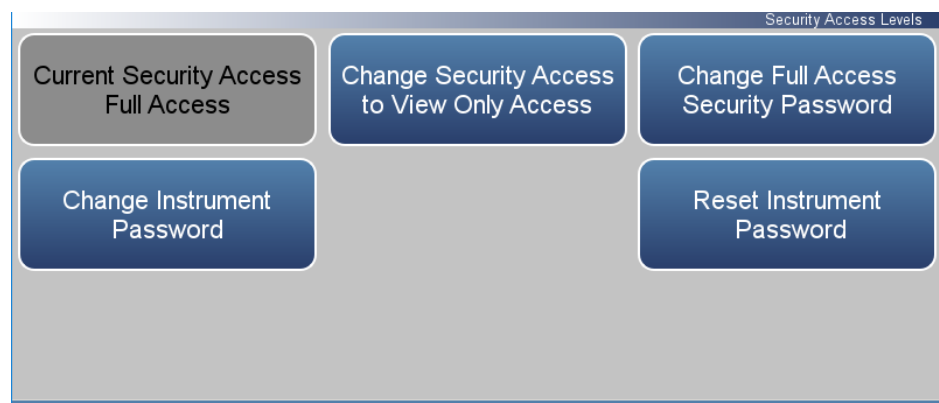 Security Access Levels
Current Security Access
Full Access
Change Security Access
to View Only Access
Change Full Access
Security Password
Change Instrument
Password
Reset Instrument
Password